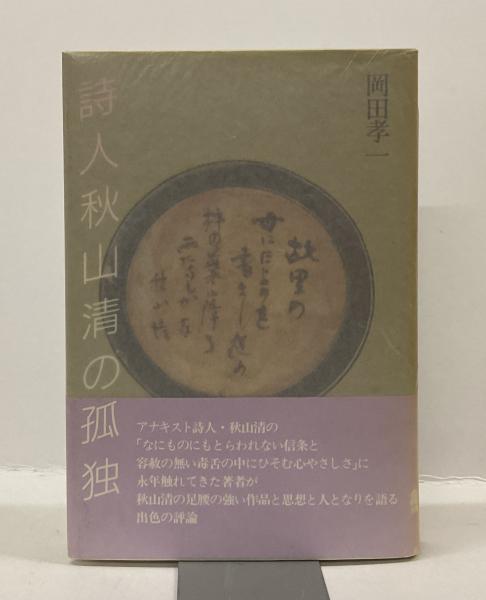 詩人秋山清の孤独
岡田孝一
故里の
アナキスト詩人・秋山清の
「なにものにもとらわれない信条と
容赦の無い毒舌の中にひそむ心やさしさ」に
永年触れてきた著者が
秋山清の足腰の強い作品と思想と人となりを語る
出色の評論